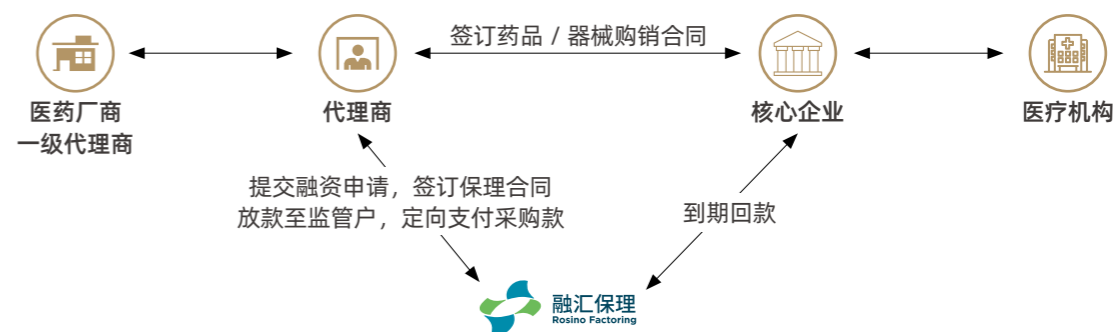 签订药品 / 器械购销合同
医药厂商
一级代理商
代理商
核心企业
医疗机构
提交融资申请，签订保理合同
放款至监管户，定向支付采购款
到期回款
融汇保理
Rosino Factoring